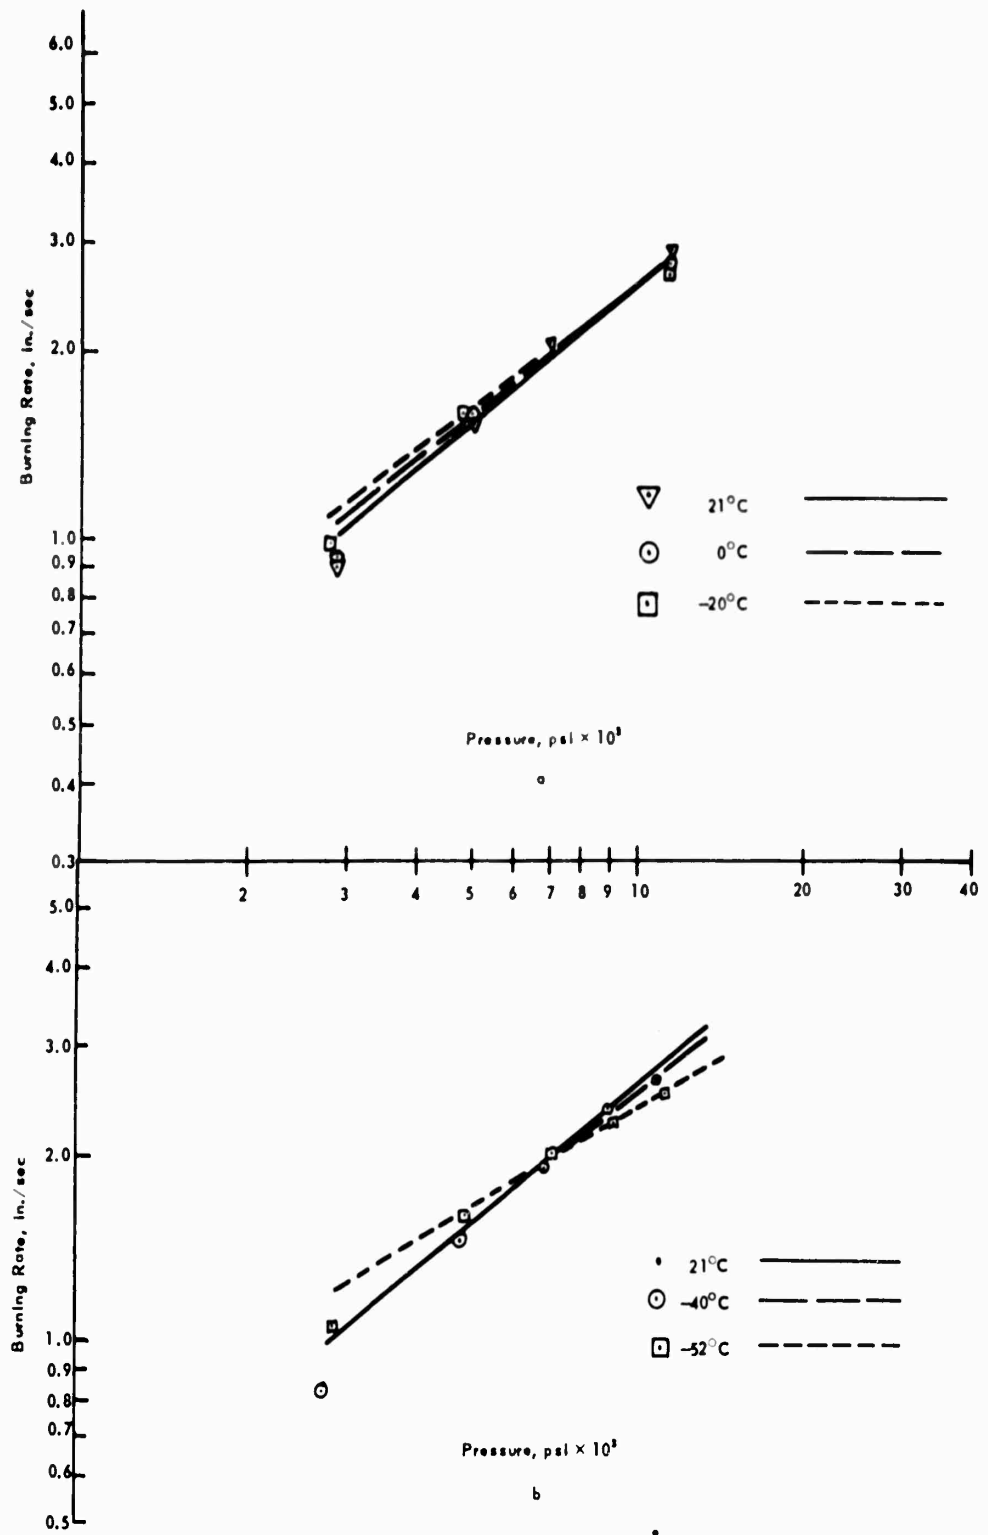 6.0
5.0
4.0
3.0
2.0
1.0
0.9
0.8
0.7
0.6
0.5
0.4
0.3
Burning Rate, in./sec
21°C
0°C
-20°C
Pressure, psi × 10³
a
2 3 4 5 6 7 8 9 10 20 30 40
5.0
4.0
3.0
2.0
1.0
0.9
0.8
0.7
0.6
0.5
Burning Rate, in./sec
21°C
-40°C
-52°C
Pressure, psi × 10³
b